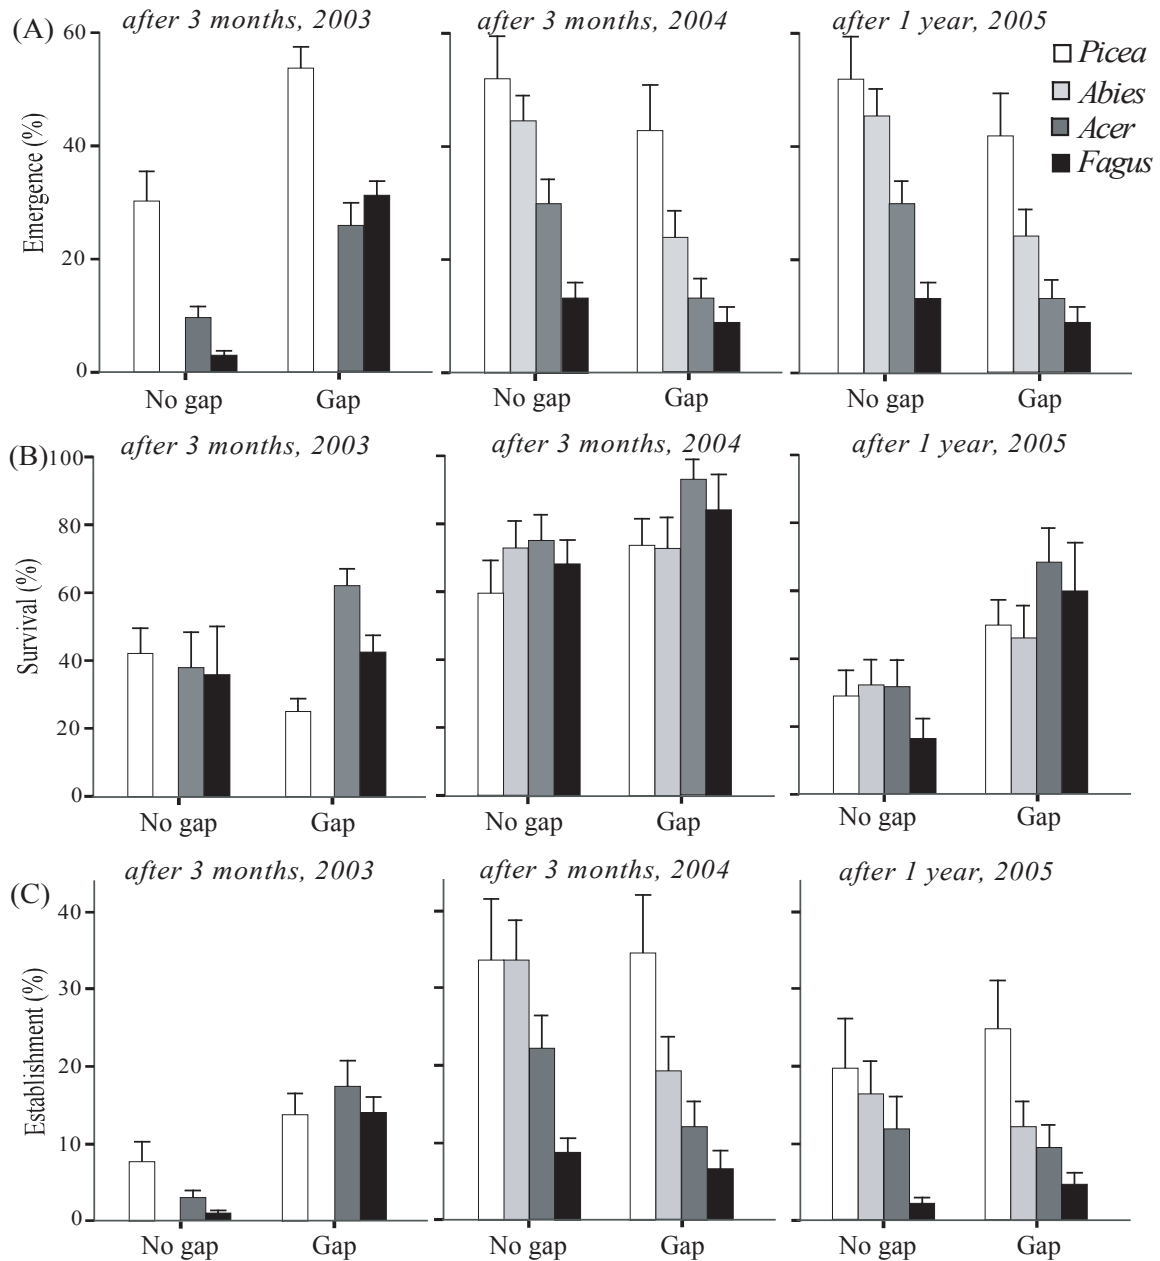 (A)
after 3 months, 2003
after 3 months, 2004
after 1 year, 2005
Picea
Abies
Acer
Fagus
Emergence (%)
60
40
20
0
No gap
Gap
No gap
Gap
No gap
Gap
(B)
after 3 months, 2003
after 3 months, 2004
after 1 year, 2005
Survival (%)
100
80
60
40
20
0
No gap
Gap
No gap
Gap
No gap
Gap
(C)
after 3 months, 2003
after 3 months, 2004
after 1 year, 2005
Establishment (%)
40
30
20
10
0
No gap
Gap
No gap
Gap
No gap
Gap